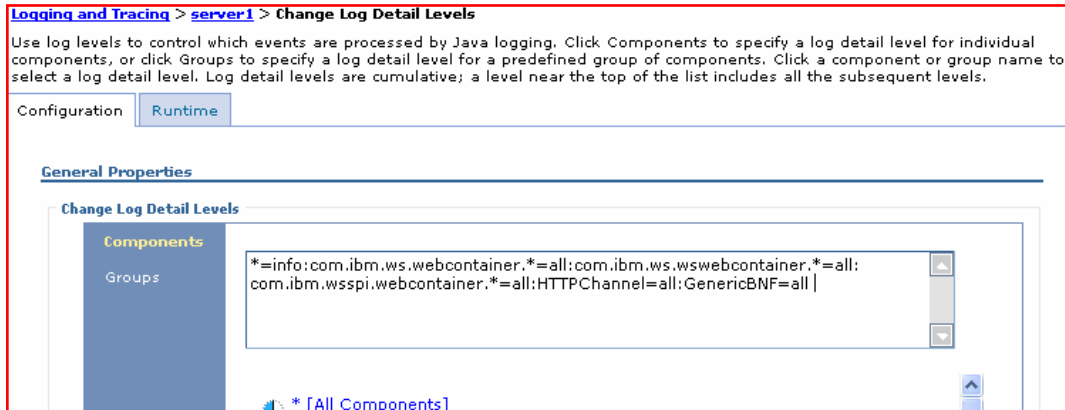 Logging and Tracing > server1 > Change Log Detail Levels
Use log levels to control which events are processed by Java logging. Click Components to specify a log detail level for individual
components, or click Groups to specify a log detail level for a predefined group of components. Click a component or group name to
select a log detail level. Log detail levels are cumulative; a level near the top of the list includes all the subsequent levels.
Configuration Runtime
General Properties
Change Log Detail Levels
Components
Groups
*=info:com.ibm.ws.webcontainer.*=all:com.ibm.ws.wswebcontainer.*=all:
com.ibm.wsspi.webcontainer.*=all:HTTPChannel=all:GenericBNF=all
* [All Components]